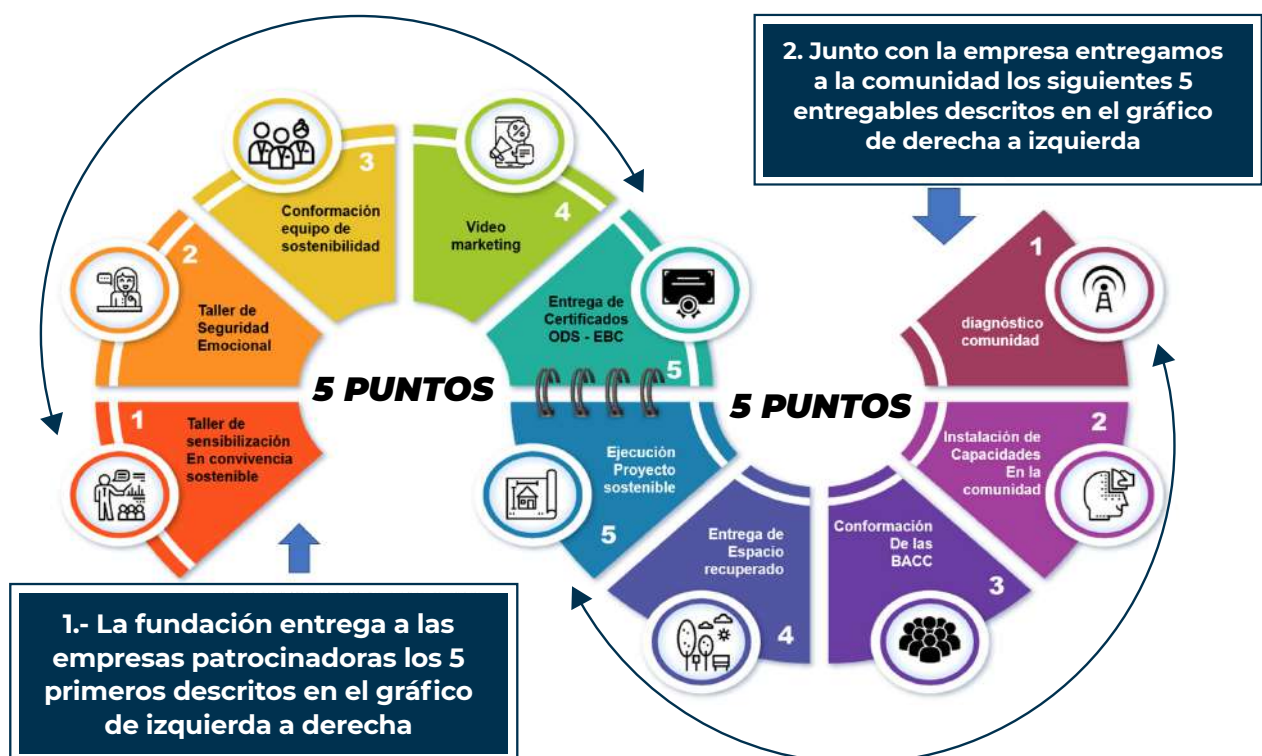 2. Junto con la empresa entregamos
a la comunidad los siguientes 5
entregables descritos en el gráfico
de derecha a izquierda
1
Taller de
sensibilización
En convivencia
sostenible
2
Taller de
Seguridad
Emocional
3
Conformación
equipo de
sostenibilidad
4
Video
marketing
Entrega de
Certificados
ODS - EBC
5
5 PUNTOS
1
diagnóstico
comunidad
2
Instalación de
Capacidades
En la
comunidad
Conformación
De las
BACC
3
Entrega de
Espacio
recuperado
4
Ejecución
Proyecto
sostenible
5
5 PUNTOS
1.- La fundación entrega a las
empresas patrocinadoras los 5
primeros descritos en el gráfico
de izquierda a derecha